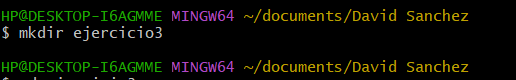 HP@DESKTOP-I6AGMME MINGW64 ~/documents/David Sanchez
$ mkdir ejercicio3
HP@DESKTOP-I6AGMME MINGW64 ~/documents/David Sanchez